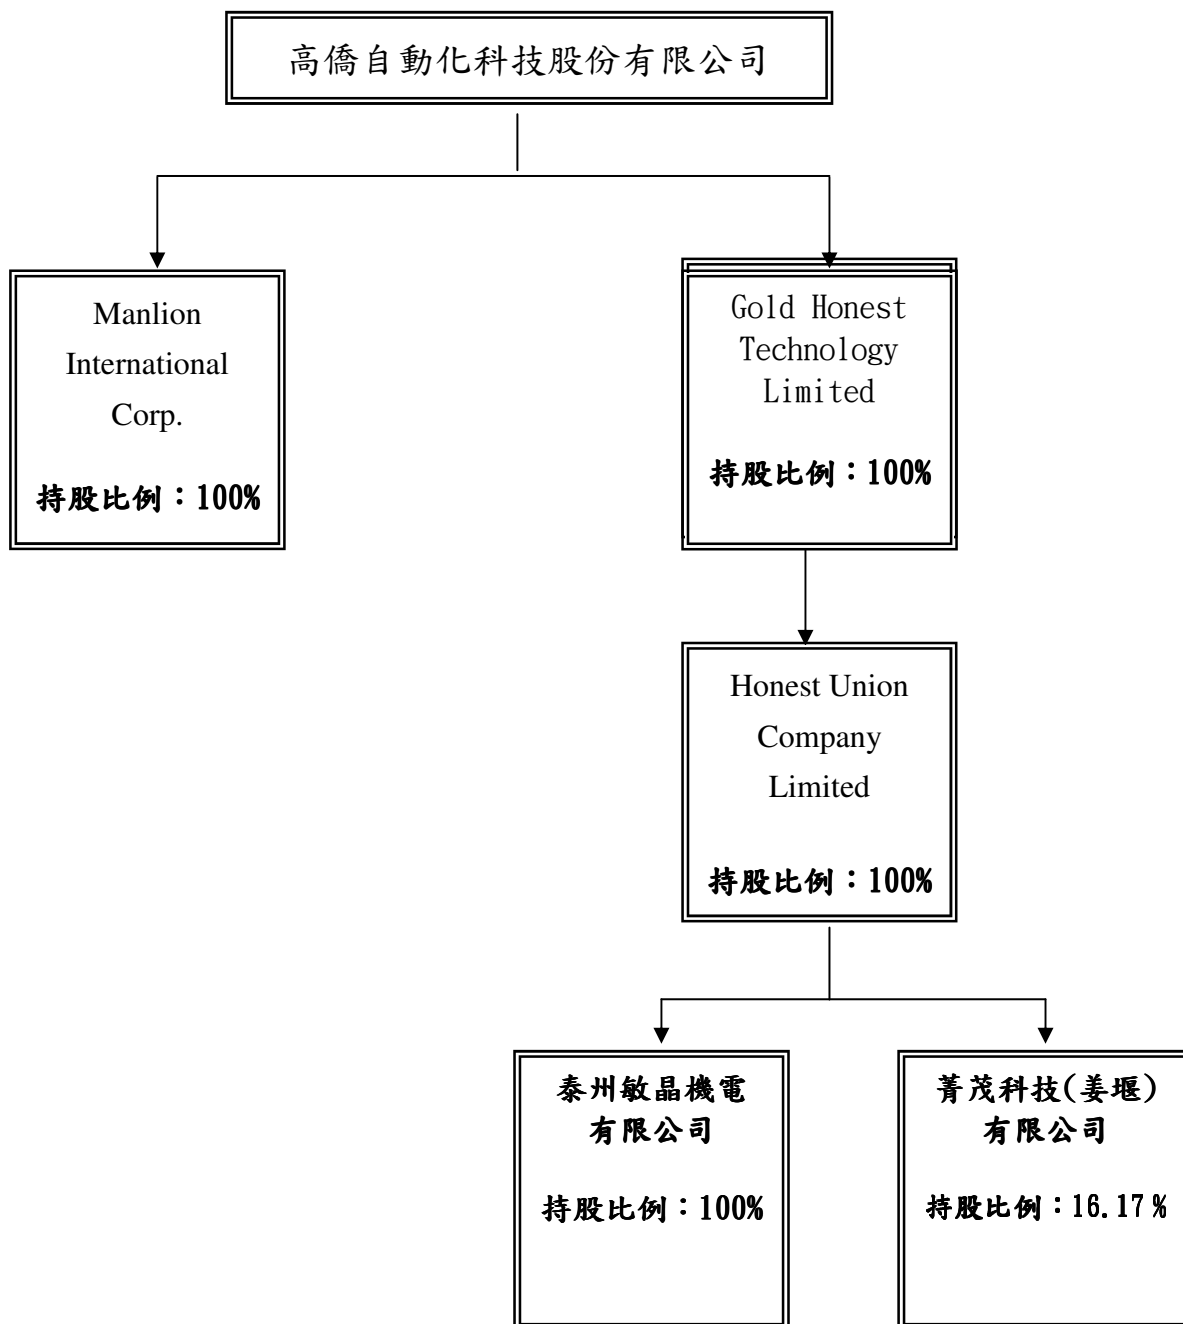 高僑自動化科技股份有限公司
Manlion
International
Corp.
持股比例：100%
Gold Honest
Technology
Limited
持股比例：100%
Honest Union
Company
Limited
持股比例：100%
泰州敏晶機電
有限公司
持股比例：100%
菁茂科技(姜堰)
有限公司
持股比例：16.17%